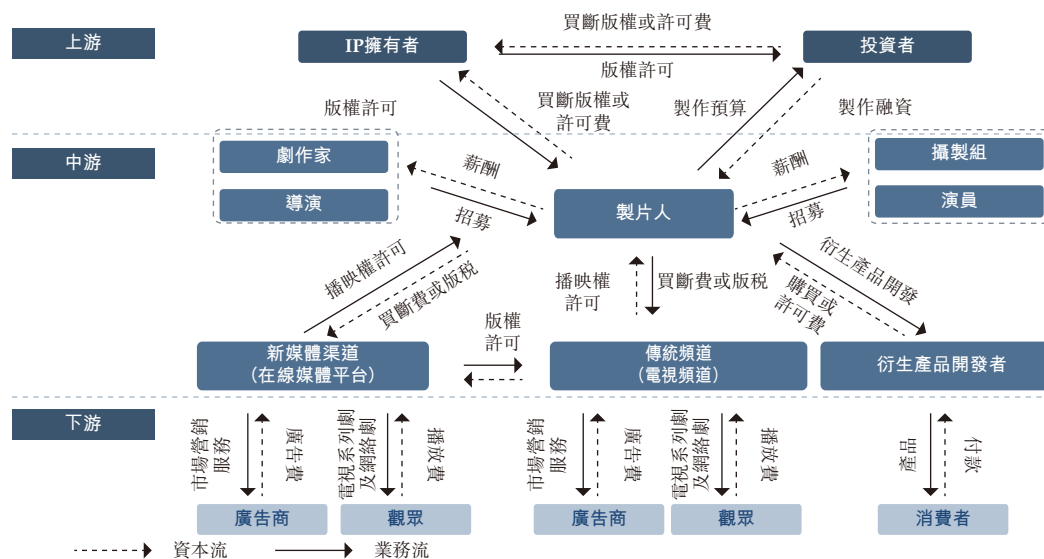 上游
IP擁有者
買斷版權或許可費
版權許可
投資者
版權許可
買斷版權或
許可費
製作預算
製作融資
中游
劇作家
導演
薪酬
招募
製片人
薪酬
招募
攝製組
演員
播映權許可
買斷費或版稅
播映權
許可
買斷費或版稅
衍生產品開發
購買或
許可費
新媒體渠道
（在線媒體平台）
版權
許可
傳統頻道
（電視頻道）
衍生產品開發者
下游
市場營銷
服務
廣告費
電視系列劇
及網絡劇
播放費
市場營銷
服務
廣告費
電視系列劇
及網絡劇
播放費
產品
付款
廣告商
觀眾
廣告商
觀眾
消費者
資本流
業務流